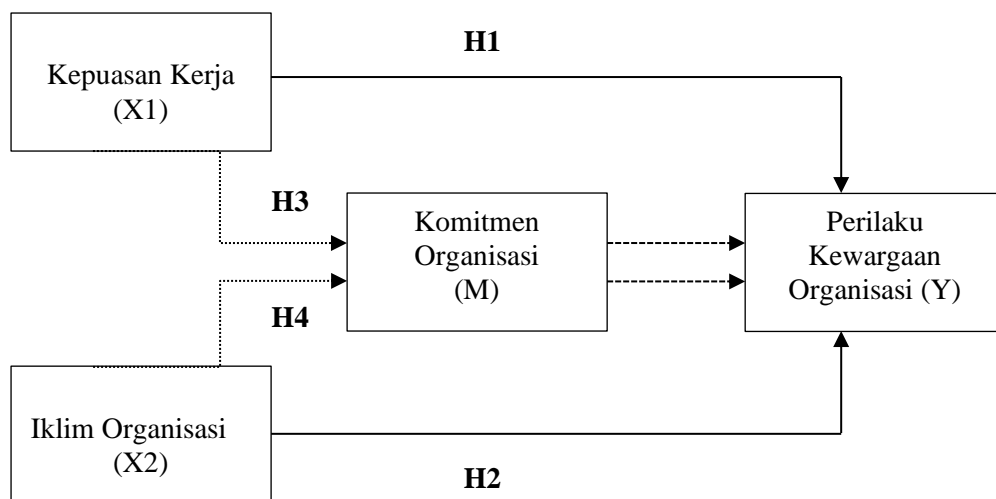 H1
Kepuasan Kerja
(X1)
H3
Komitmen
Organisasi
(M)
Perilaku
Kewargaan
Organisasi (Y)
H4
Iklim Organisasi
(X2)
H2